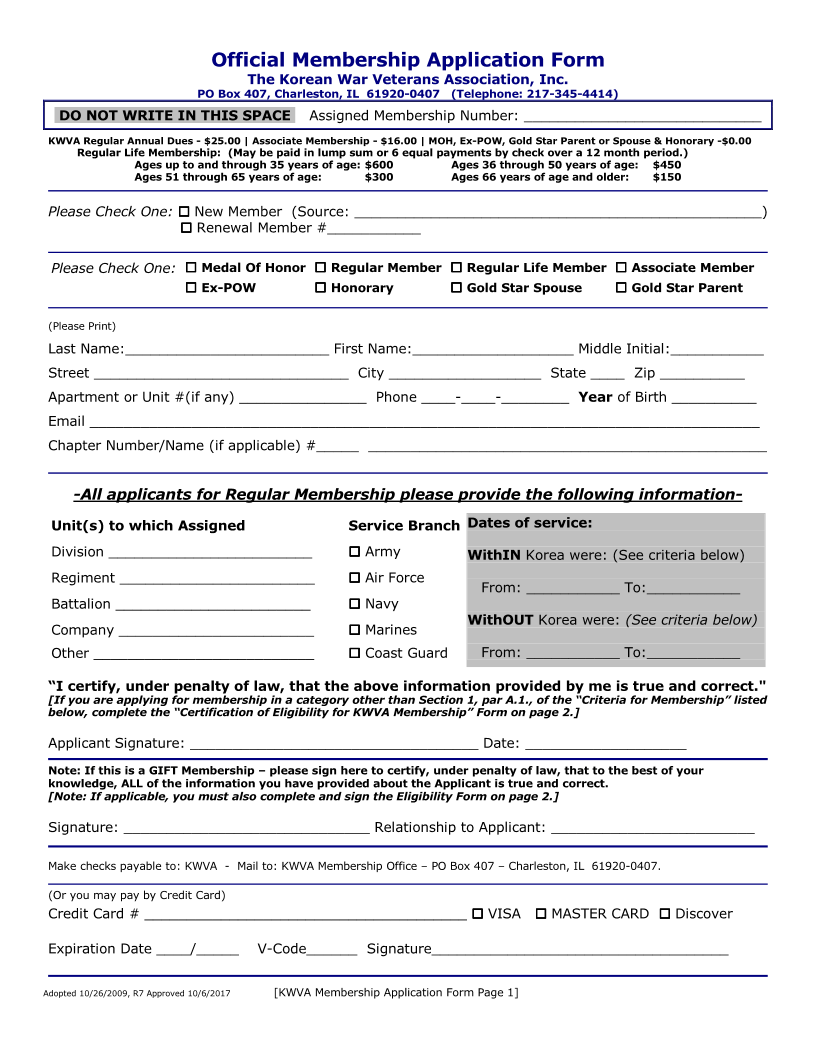 Official Membership Application Form
The Korean War Veterans Association, Inc.
PO Box 407, Charleston, IL  61920-0407   (Telephone: 217-345-4414)
DO NOT WRITE IN THIS SPACE   Assigned Membership Number: ____________________________
KWVA Regular Annual Dues - $25.00 | Associate Membership - $16.00 | MOH, Ex-POW, Gold Star Parent or Spouse & Honorary -$0.00
Regular Life Membership:  (May be paid in lump sum or 6 equal payments by check over a 12 month period.)
Ages up to and through 35 years of age: $600   Ages 36 through 50 years of age:   $450
Ages 51 through 65 years of age:   $300   Ages 66 years of age and older:   $150
Please Check One: ☐ New Member  (Source: ________________________________________________)
☐ Renewal Member #___________
Please Check One:  ☐ Medal Of Honor  ☐ Regular Member  ☐ Regular Life Member  ☐ Associate Member
☐ Ex-POW  ☐ Honorary  ☐ Gold Star Spouse  ☐ Gold Star Parent
(Please Print)
Last Name:________________________ First Name:___________________ Middle Initial:___________
Street ______________________________  City __________________  State ____  Zip __________
Apartment or Unit #(if any) _______________  Phone ____-____-________  Year of Birth __________
Email _______________________________________________________________________________
Chapter Number/Name (if applicable) #_____  _______________________________________________
-All applicants for Regular Membership please provide the following information-
Unit(s) to which Assigned   Service Branch   Dates of service:
Division ________________________   ☐ Army   WithIN Korea were: (See criteria below)
Regiment ____________________   ☐ Air Force   From: ___________ To:___________
Battalion _______________________   ☐ Navy   WithOUT Korea were: (See criteria below)
Company _______________________   ☐ Marines
Other __________________________   ☐ Coast Guard   From: ___________ To:___________
“I certify, under penalty of law, that the above information provided by me is true and correct."
[If you are applying for membership in a category other than Section 1, par A.1., of the “Criteria for Membership” listed
below, complete the “Certification of Eligibility for KWVA Membership” Form on page 2.]
Applicant Signature: __________________________________ Date: ___________________
Note: If this is a GIFT Membership – please sign here to certify, under penalty of law, that to the best of your
knowledge, ALL of the information you have provided about the Applicant is true and correct.
[Note: If applicable, you must also complete and sign the Eligibility Form on page 2.]
Signature: _____________________________ Relationship to Applicant: ________________________
Make checks payable to: KWVA  -  Mail to: KWVA Membership Office – PO Box 407 – Charleston, IL  61920-0407.
(Or you may pay by Credit Card)
Credit Card # ______________________________________ ☐ VISA   ☐ MASTER CARD  ☐ Discover
Expiration Date ____/_____   V-Code______  Signature___________________________________
Adopted 10/26/2009, R7 Approved 10/6/2017   [KWVA Membership Application Form Page 1]